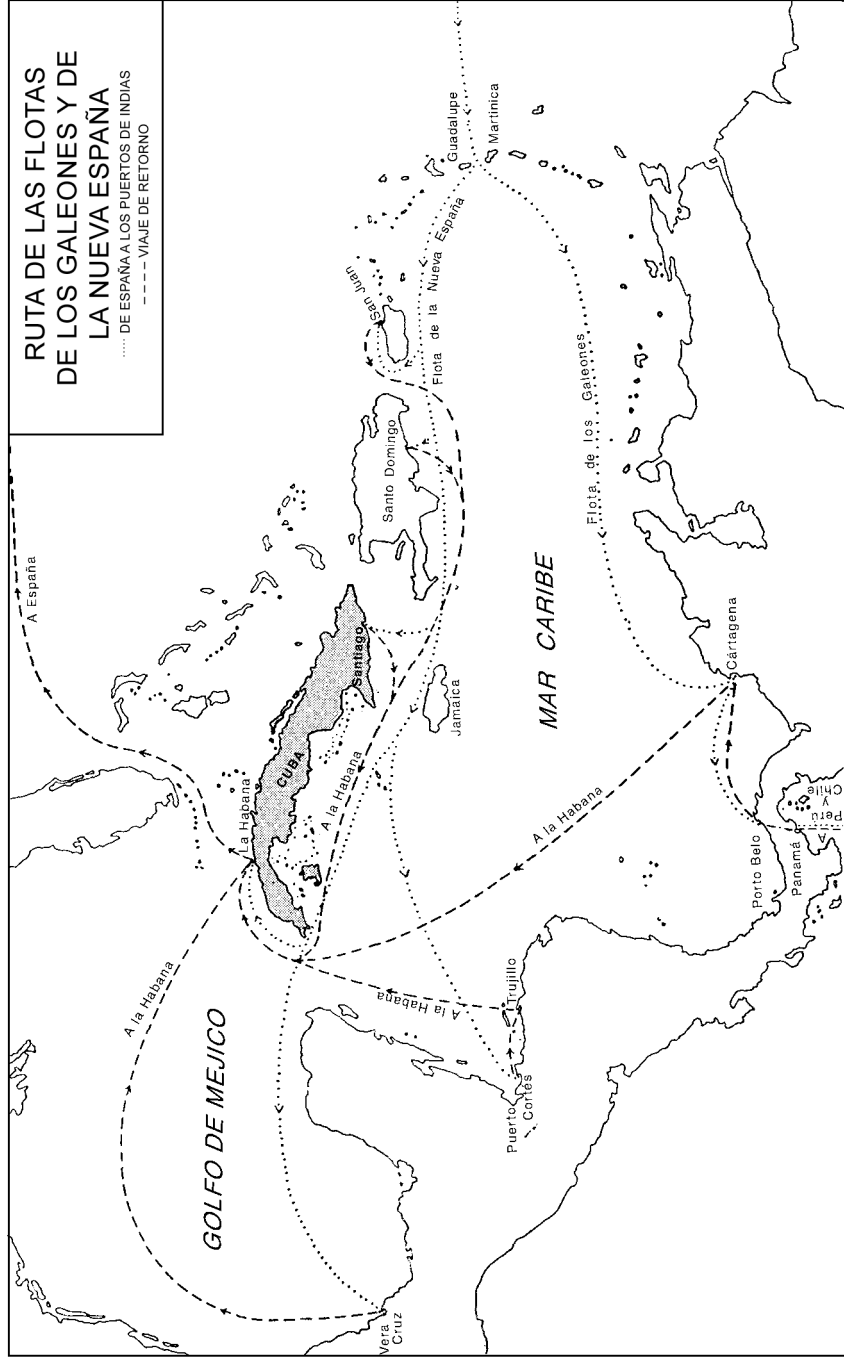 RUTA DE LAS FLOTAS
DE LOS GALEONES Y DE
LA NUEVA ESPAÑA
DE ESPAÑA A LOS PUERTOS DE INDIAS
VIAJE DE RETORNO
A España
Guadalupe
Martinica
San Juan
Flota de la Nueva España
Santo Domingo
Flota de los Galeones
La Habana
CUBA
Santiago
Jamaica
A la Habana
MAR CARIBE
A la Habana
GOLFO DE MEJICO
A la Habana
A la Habana
Vera
Cruz
Puerto
Cortés
Trujillo
Cártagena
Porto Belo
Panamá
A Perú
y Chile